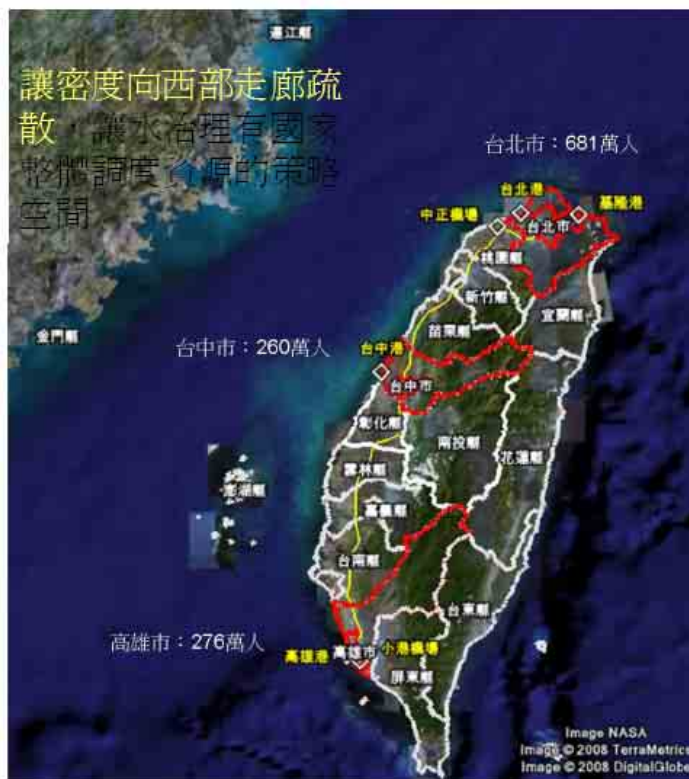 連江縣
讓密度向西部走廊疏
散，讓水治理有國家
整體調度資源的策略
空間
台北市：681萬人
台北港
基隆港
中正機場
台北市
桃園縣
新竹縣
宜蘭縣
苗栗縣
金門縣
台中市：260萬人
台中港
台中市
彰化縣
南投縣
花蓮縣
雲林縣
澎湖縣
嘉義縣
台南縣
台東縣
高雄市：276萬人
高雄港
高雄市
小港機場
屏東縣
Image NASA
Image © 2008 TerraMetrics
Image © 2008 DigitalGlobe